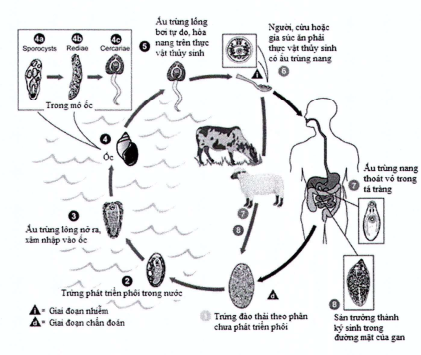 4a 4b 4c
Sporocysts Rediae Cercariae
Trong mô ốc
5
Ấu trùng lông
bơi tự do, hóa
nang trên thực
vật thủy sinh
Người, cừu hoặc
gia súc ăn phải
thực vật thủy sinh
có ấu trùng nang
i
6
4
Ốc
Ấu trùng nang
thoát vỏ trong
tá tràng
7
3
Ấu trùng lông nở ra,
xâm nhập vào ốc
7
8
2
Trứng phát triển phôi trong nước
d
8
Sán trưởng thành
ký sinh trong
đường mật của gan
1
Trứng đào thải theo phân
chưa phát triển phôi
i = Giai đoạn nhiễm
d = Giai đoạn chẩn đoán